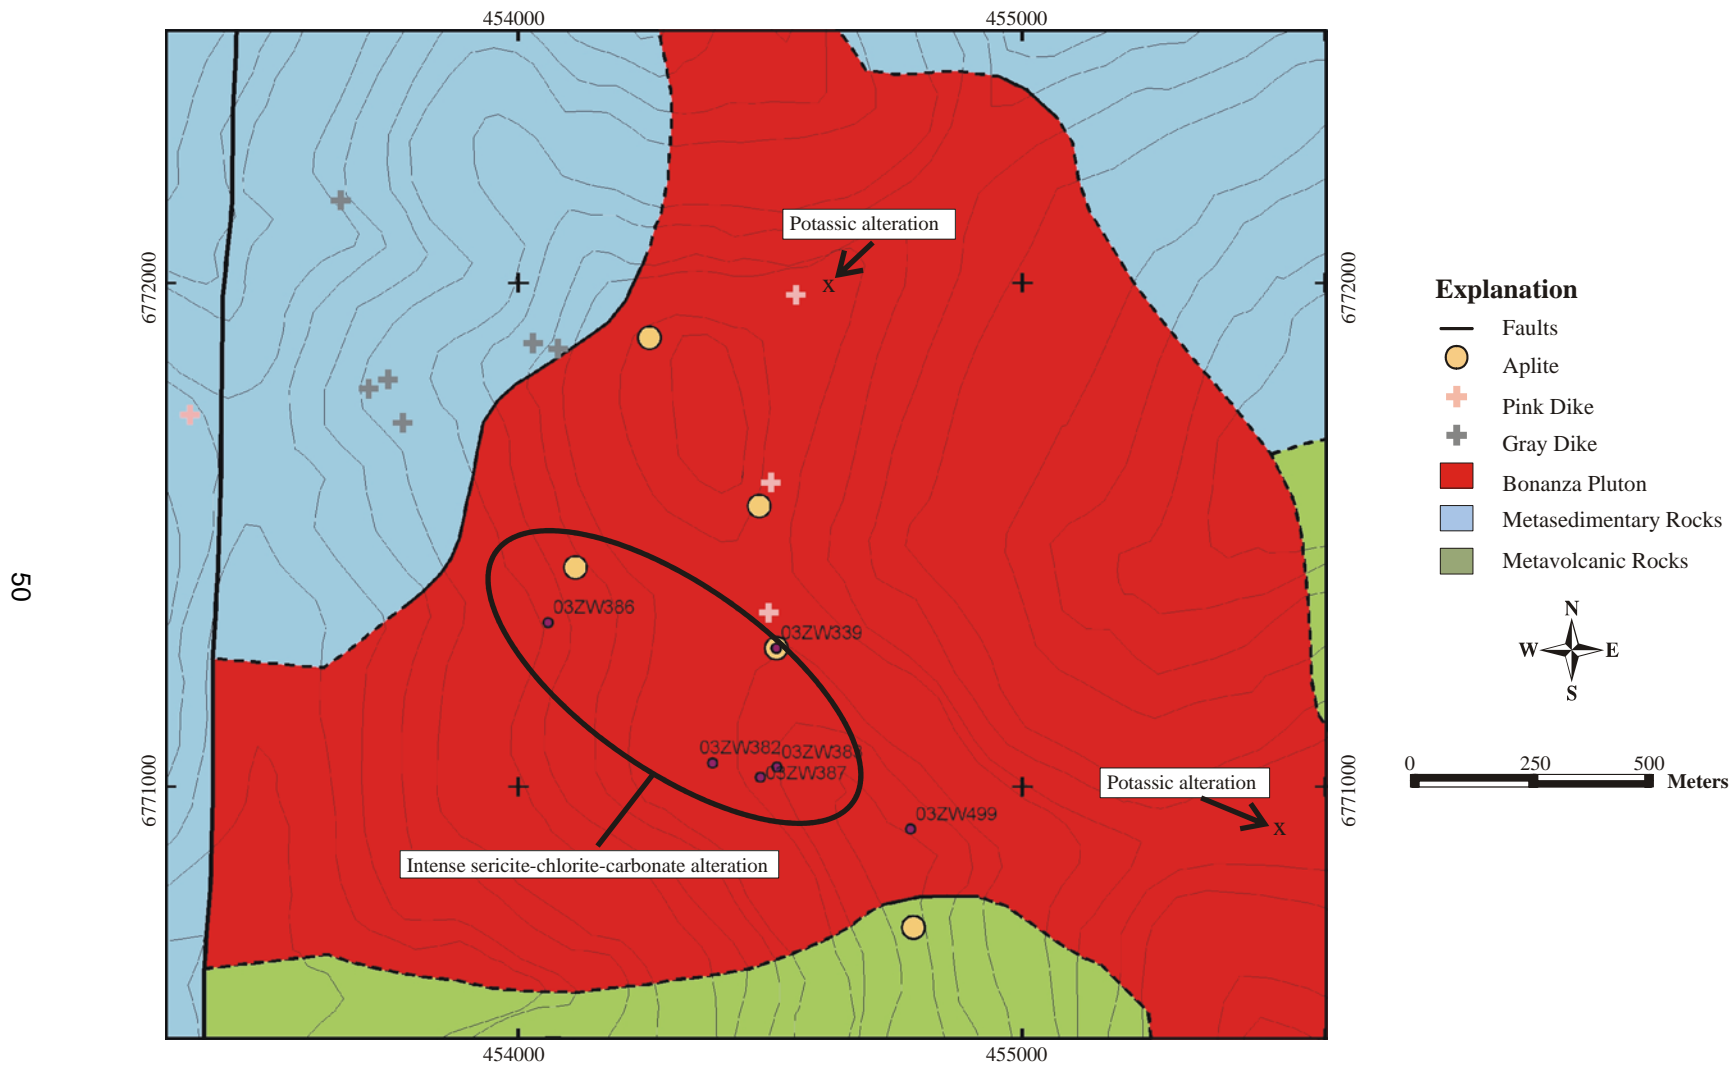 454000
455000
Potassic alteration
6772000
6772000
Explanation
Faults
Aplite
Pink Dike
Gray Dike
Bonanza Pluton
Metasedimentary Rocks
Metavolcanic Rocks
50
03ZW386
03ZW339
N
W
E
S
03ZW382
03ZW387
6771000
6771000
Potassic alteration
x
x
0
250
500
Meters
03ZW499
Intense sericite-chlorite-carbonate alteration
454000
455000